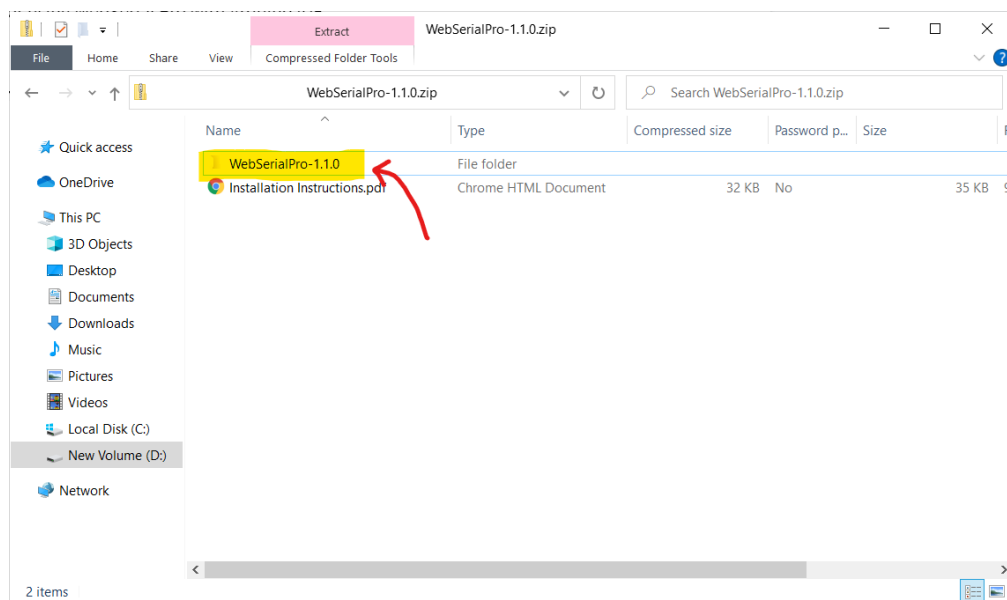 Extract
WebSerialPro-1.1.0.zip
File
Home
Share
View
Compressed Folder Tools
?
WebSerialPro-1.1.0.zip
Search WebSerialPro-1.1.0.zip
Name
Type
Compressed size
Password p...
Size
WebSerialPro-1.1.0
File folder
Installation Instructions.pdf
Chrome HTML Document
32 KB
No
35 KB
Quick access
OneDrive
This PC
3D Objects
Desktop
Documents
Downloads
Music
Pictures
Videos
Local Disk (C:)
New Volume (D:)
Network
2 items